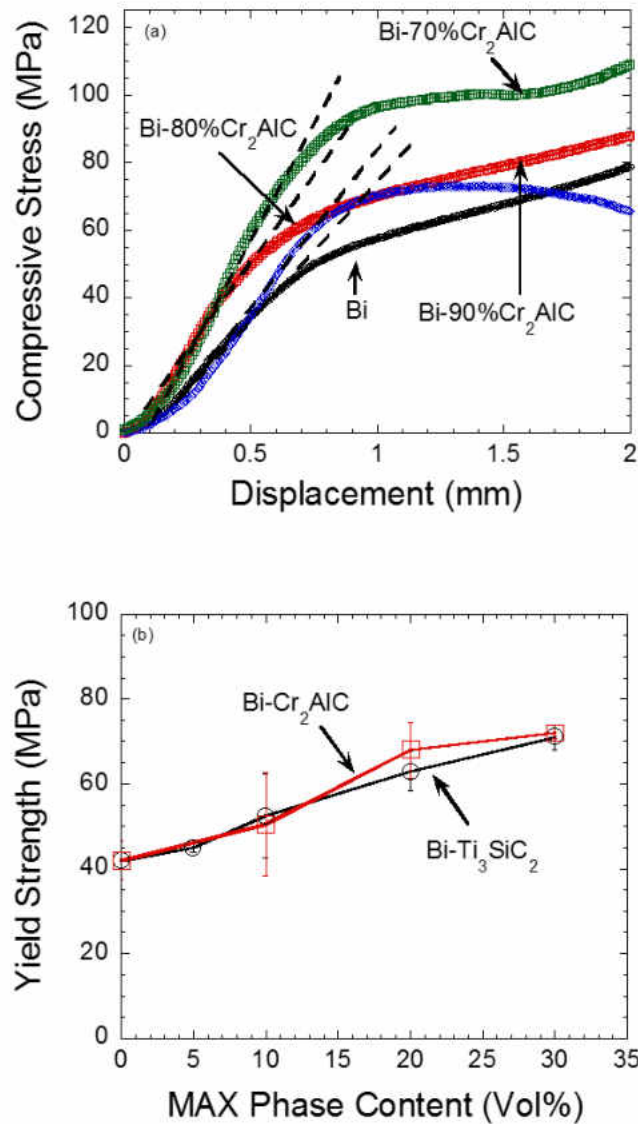 (a)
120
100
80
60
40
20
0
Compressive Stress (MPa)
Bi-70%Cr₂AlC
Bi-80%Cr₂AlC
Bi
Bi-90%Cr₂AlC
0 0.5 1 1.5 2
Displacement (mm)
(b)
100
80
60
40
20
0
Yield Strength (MPa)
Bi-Cr₂AlC
Bi-Ti₃SiC₂
0 5 10 15 20 25 30 35
MAX Phase Content (Vol%)